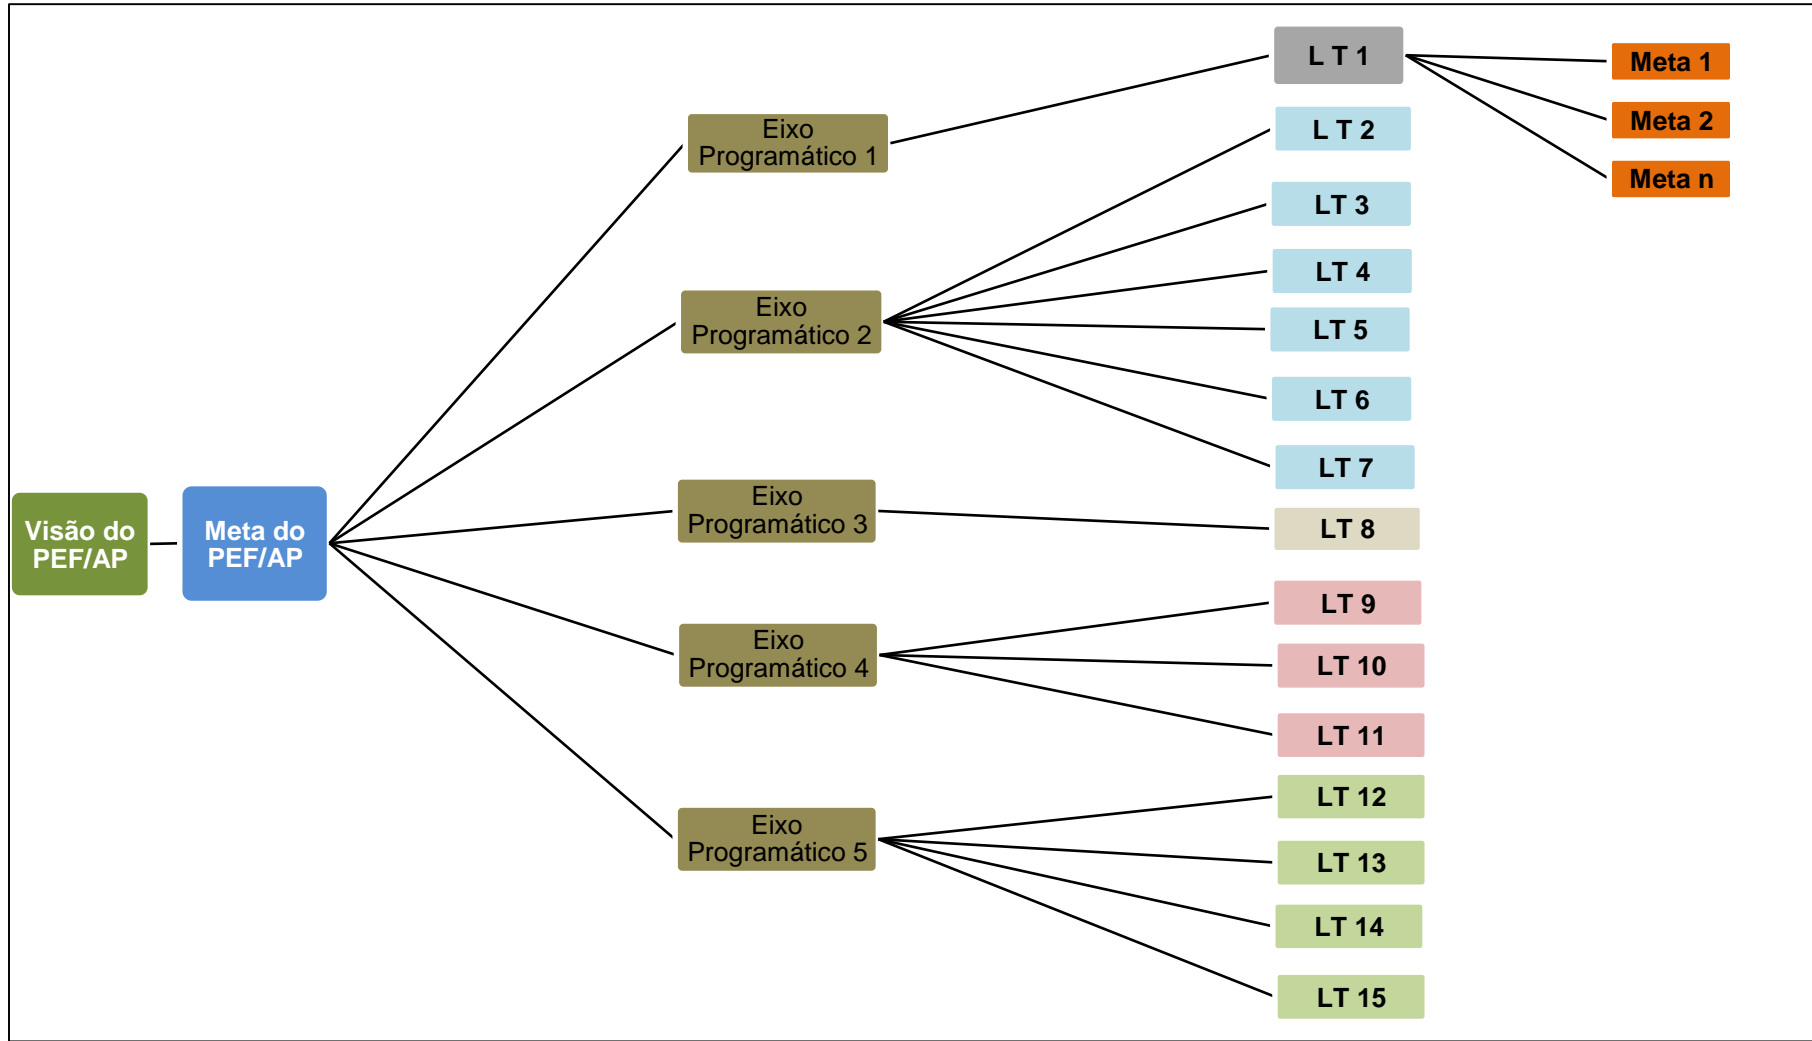 Visão do
PEF/AP
Meta do
PEF/AP
Eixo
Programático 1
Eixo
Programático 2
Eixo
Programático 3
Eixo
Programático 4
Eixo
Programático 5
L T 1
L T 2
LT 3
LT 4
LT 5
LT 6
LT 7
LT 8
LT 9
LT 10
LT 11
LT 12
LT 13
LT 14
LT 15
Meta 1
Meta 2
Meta n